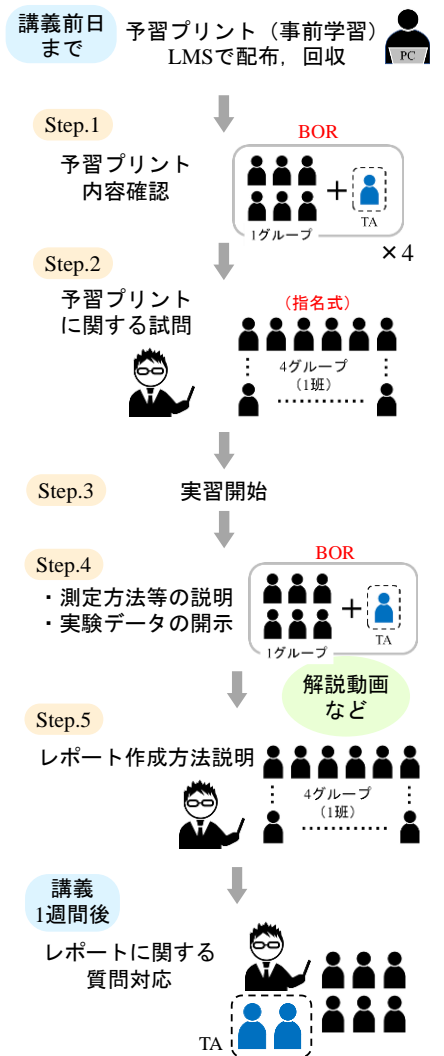 講義前日
まで
予習プリント（事前学習）
LMSで配布，回収
PC
Step.1
予習プリント
内容確認
BOR
1グループ
TA
×4
Step.2
予習プリント
に関する試問
（指名式）
4グループ
（1班）
Step.3
実習開始
Step.4
・測定方法等の説明
・実験データの開示
BOR
1グループ
TA
解説動画
など
Step.5
レポート作成方法説明
4グループ
（1班）
講義
1週間後
レポートに関する
質問対応
TA